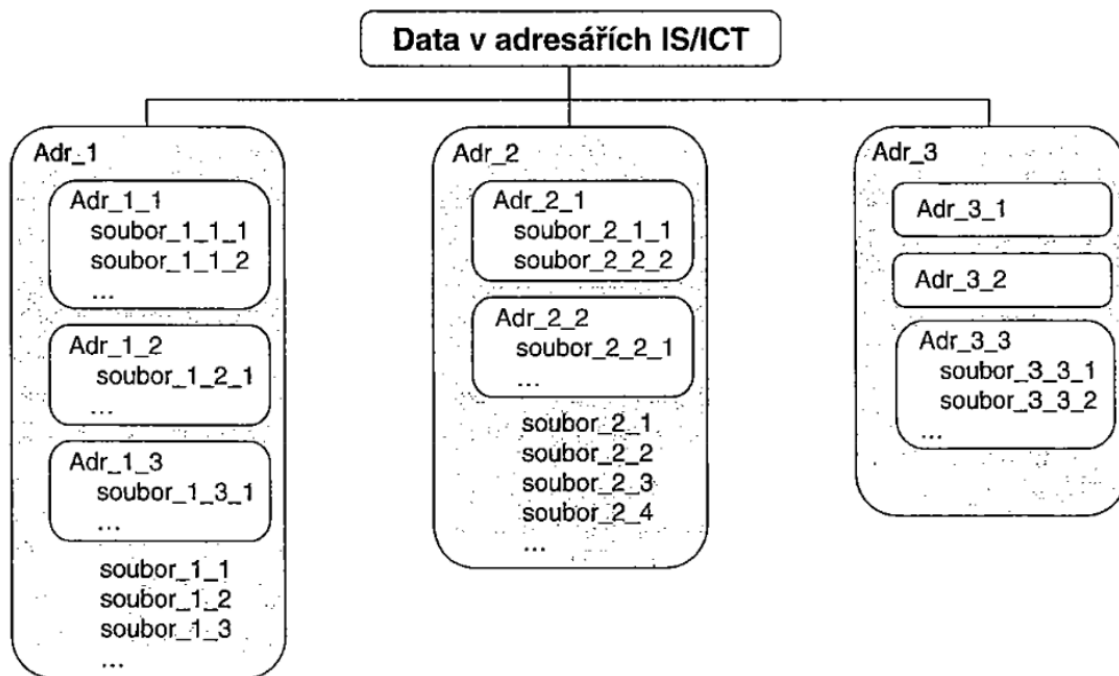 Data v adresářích IS/ICT
Adr_1
Adr_1_1
soubor_1_1_1
soubor_1_1_2
...
Adr_1_2
soubor_1_2_1
...
Adr_1_3
soubor_1_3_1
...
soubor_1_1
soubor_1_2
soubor_1_3
...
Adr_2
Adr_2_1
soubor_2_1_1
soubor_2_2_2
Adr_2_2
soubor_2_2_1
...
soubor_2_1
soubor_2_2
soubor_2_3
soubor_2_4
...
Adr_3
Adr_3_1
Adr_3_2
Adr_3_3
soubor_3_3_1
soubor_3_3_2
...